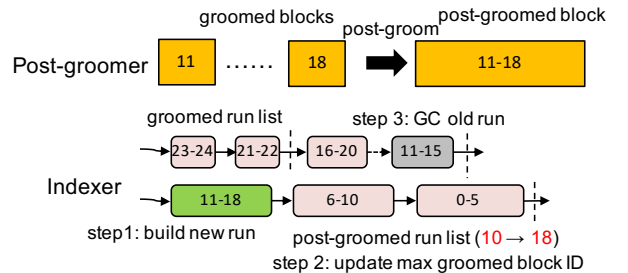 groomed blocks
post-groomed block
post-groom
Post-groomer
11
......
18
11-18
groomed run list
step 3: GC old run
23-24
21-22
16-20
11-15
Indexer
11-18
6-10
0-5
step1: build new run
post-groomed run list (10 → 18)
step 2: update max groomed block ID